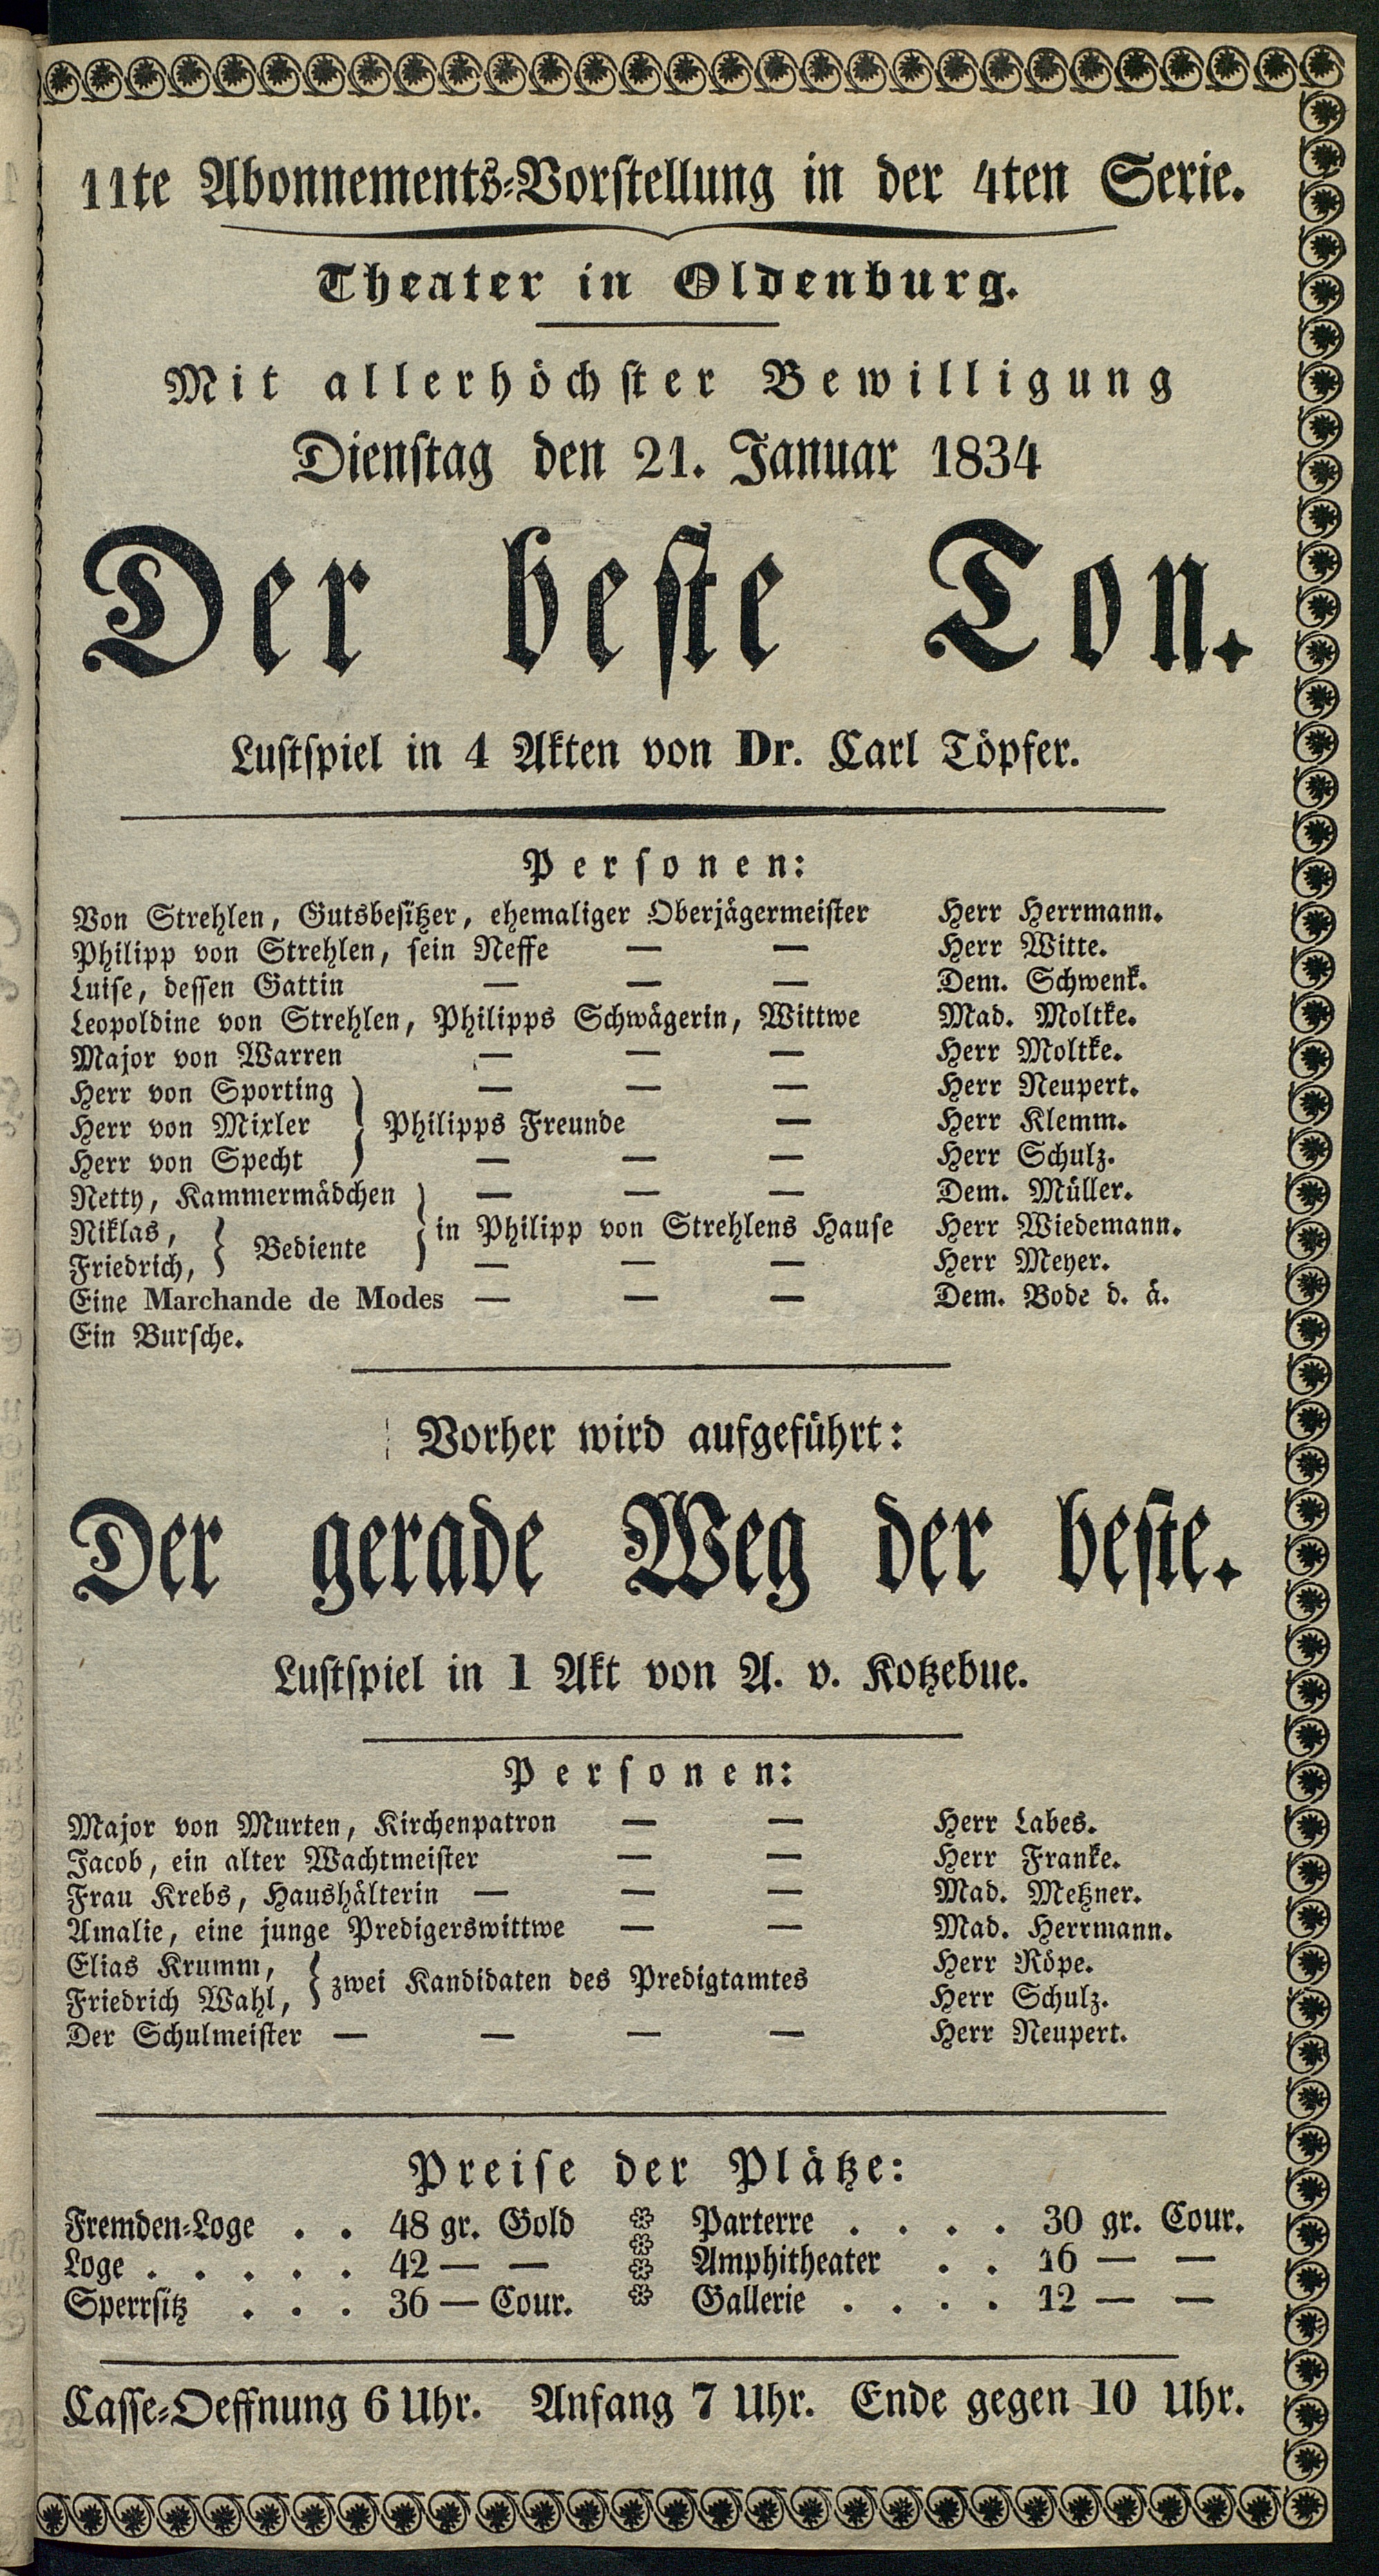 11te Abonnements-Vorstellung in der 4ten Serie.
Theater in Oldenburg.
Mit allerhöchster Bewilligung
Dienstag den 21. Januar 1834
Der beste Ton.
Lustspiel in 4 Akten von Dr. Carl Töpfer.
Personen:
Von Strehlen, Gutsbesitzer, ehemaliger Oberjägermeister Herr Herrmann.
Philipp von Strehlen, sein Neffe — — Herr Witte.
Luise, dessen Gattin — — — Dem. Schwenk.
Leopoldine von Strehlen, Philipps Schwägerin, Wittwe Mad. Moltke.
Major von Warren — — — Herr Moltke.
Herr von Sporting — — — Herr Neupert.
Herr von Mixler } Philipps Freunde — Herr Klemm.
Herr von Specht — — — Herr Schulz.
Netty, Kammermädchen — — — Dem. Müller.
Niklas, } Bediente } in Philipp von Strehlens Hause Herr Wiedemann.
Friedrich, — — — Herr Meyer.
Eine Marchande de Modes — — — Dem. Bode d. ä.
Ein Bursche.
Vorher wird aufgeführt:
Der gerade Weg der beste.
Lustspiel in 1 Akt von A. v. Kotzebue.
Personen:
Major von Murten, Kirchenpatron — — Herr Labes.
Jacob, ein alter Wachtmeister — — Herr Franke.
Frau Krebs, Haushälterin — — — Mad. Metzner.
Amalie, eine junge Predigerswittwe — — Mad. Herrmann.
Elias Krumm, } zwei Kandidaten des Predigtamtes Herr Röpe.
Friedrich Wahl, Herr Schulz.
Der Schulmeister — — — — Herr Neupert.
Preise der Plätze:
Fremden-Loge . . 48 gr. Gold Parterre . . . . 30 gr. Cour.
Loge . . . . . 42 — — Amphitheater . . 16 — —
Sperrsitz . . . 36 — Cour. Gallerie . . . . 12 — —
Casse-Oeffnung 6 Uhr. Anfang 7 Uhr. Ende gegen 10 Uhr.